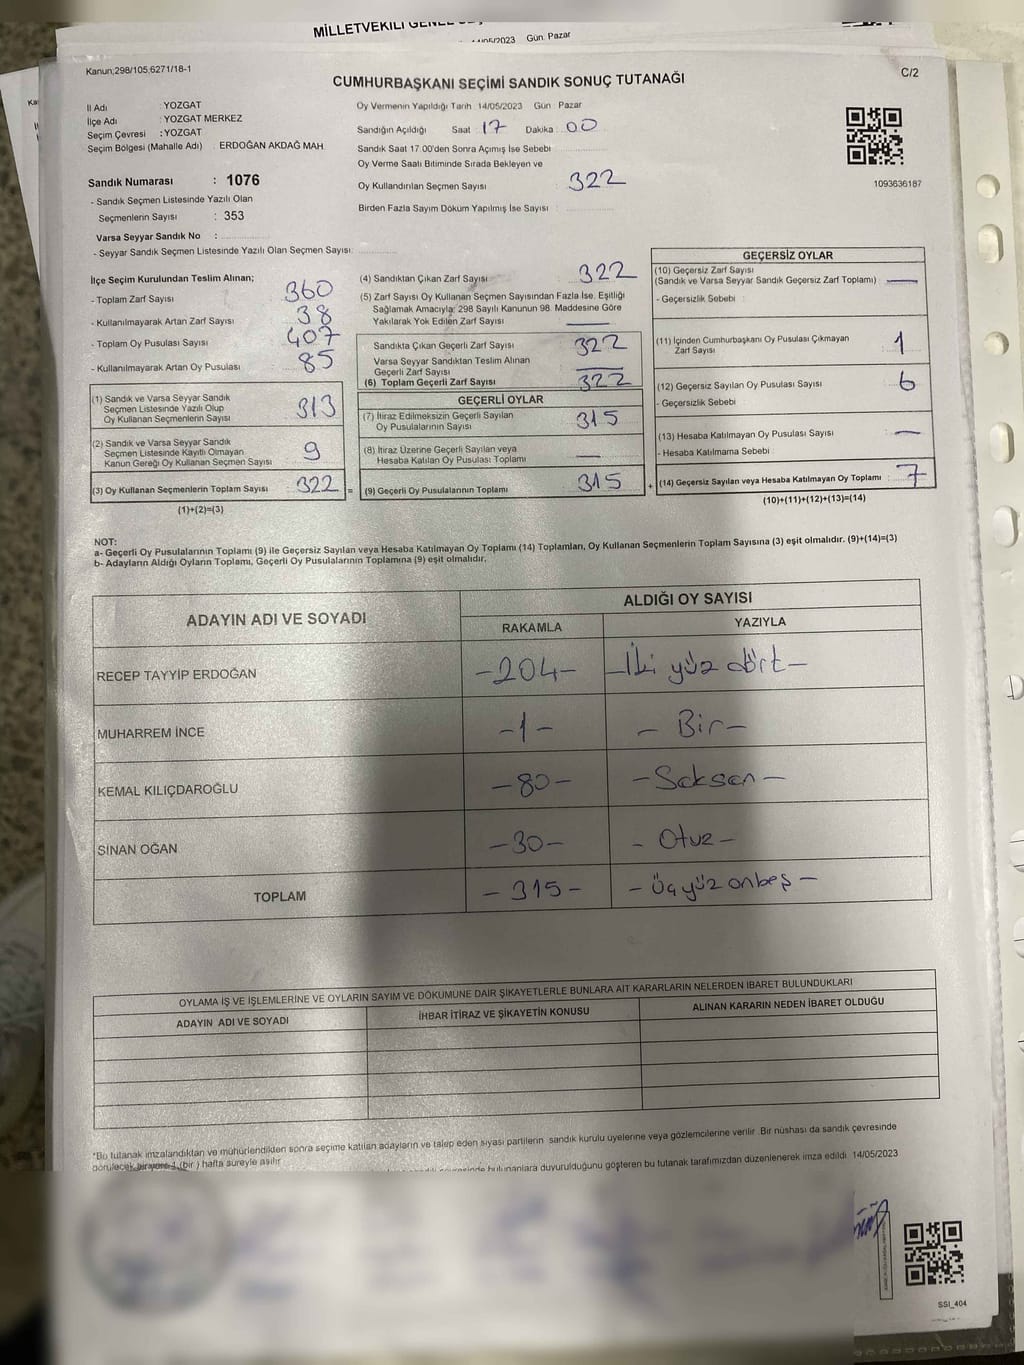 MİLLETVEKİLİ GENEL
/05/2023 Gün: Pazar
Kanun;298/105,6271/18-1
C/2
CUMHURBAŞKANI SEÇİMİ SANDIK SONUÇ TUTANAĞI
İl Adı : YOZGAT
İlçe Adı : YOZGAT MERKEZ
Seçim Çevresi : YOZGAT
Seçim Bölgesi (Mahalle Adı) : ERDOĞAN AKDAĞ MAH.
Sandık Numarası : 1076
- Sandık Seçmen Listesinde Yazılı Olan
Seçmenlerin Sayısı : 353
Varsa Seyyar Sandık No :
- Seyyar Sandık Seçmen Listesinde Yazılı Olan Seçmen Sayısı:
Oy Vermenin Yapıldığı Tarih : 14/05/2023 Gün : Pazar
Sandığın Açıldığı Saat : 17 Dakika : 00
Sandık Saat 17.00'den Sonra Açımış İse Sebebi
Oy Verme Saati Bitiminde Sırada Bekleyen ve
Oy Kullandırılan Seçmen Sayısı : 322
Birden Fazla Sayım Döküm Yapılmış İse Sayısı :
1093636187
İlçe Seçim Kurulundan Teslim Alınan;
- Toplam Zarf Sayısı 360
- Kullanılmayarak Artan Zarf Sayısı : 38
- Toplam Oy Pusulası Sayısı 407
- Kullanılmayarak Artan Oy Pusulası : 85
(1) Sandık ve Varsa Seyyar Sandık
Seçmen Listesinde Yazılı Olup
Oy Kullanan Seçmenlerin Sayısı 313
(2) Sandık ve Varsa Seyyar Sandık
Seçmen Listesinde Kayıtlı Olmayan
Kanun Gereği Oy Kullanan Seçmen Sayısı 9
(3) Oy Kullanan Seçmenlerin Toplam Sayısı 322 =
(1)+(2)=(3)
(4) Sandıktan Çıkan Zarf Sayısı 322
(5) Zarf Sayısı Oy Kullanan Seçmen Sayısından Fazla İse, Eşitliği
Sağlamak Amacıyla; 298 Sayılı Kanunun 98. Maddesine Göre
Yakılarak Yok Edilen Zarf Sayısı : —
Sandıkta Çıkan Geçerli Zarf Sayısı 322
Varsa Seyyar Sandıktan Teslim Alınan
Geçerli Zarf Sayısı : —
(6) Toplam Geçerli Zarf Sayısı 322
GEÇERLİ OYLAR
(7) İtiraz Edilmeksizin Geçerli Sayılan
Oy Pusulalarının Sayısı 315
(8) İtiraz Üzerine Geçerli Sayılan veya
Hesaba Katılan Oy Pusulası Toplamı : —
(9) Geçerli Oy Pusulalarının Toplamı : 315 +
GEÇERSİZ OYLAR
(10) Geçersiz Zarf Sayısı
(Sandık ve Varsa Seyyar Sandık Geçersiz Zarf Toplamı) : —
- Geçersizlik Sebebi :
(11) İçinden Cumhurbaşkanı Oy Pusulası Çıkmayan
Zarf Sayısı : 1
(12) Geçersiz Sayılan Oy Pusulası Sayısı : 6
- Geçersizlik Sebebi :
(13) Hesaba Katılmayan Oy Pusulası Sayısı : —
- Hesaba Katılmama Sebebi :
(14) Geçersiz Sayılan veya Hesaba Katılmayan Oy Toplamı : 7
(10)+(11)+(12)+(13)=(14)
NOT:
a- Geçerli Oy Pusulalarının Toplamı (9) ile Geçersiz Sayılan veya Hesaba Katılmayan Oy Toplamı (14) Toplamları, Oy Kullanan Seçmenlerin Toplam Sayısına (3) eşit olmalıdır. (9)+(14)=(3)
b- Adayların Aldığı Oyların Toplamı, Geçerli Oy Pusulalarının Toplamına (9) eşit olmalıdır.
ADAYIN ADI VE SOYADI
ALDIĞI OY SAYISI
RAKAMLA YAZIYLA
RECEP TAYYİP ERDOĞAN -204- -İki yüz dört-
MUHARREM İNCE -1- - Bir-
KEMAL KILIÇDAROĞLU -80- -Seksen-
SİNAN OĞAN -30- - Otuz-
TOPLAM -315- - Üçyüz onbeş-
OYLAMA İŞ VE İŞLEMLERİNE VE OYLARIN SAYIM VE DÖKÜMÜNE DAİR ŞİKAYETLERLE BUNLARA AİT KARARLARIN NELERDEN İBARET BULUNDUKLARI
ADAYIN ADI VE SOYADI İHBAR İTİRAZ VE ŞİKAYETİN KONUSU ALINAN KARARIN NEDEN İBARET OLDUĞU
*Bu tutanak imzalandıktan ve mühürlendikten sonra seçime katılan adayların ve talep eden siyasi partilerin sandık kurulu üyelerine veya gözlemcilerine verilir. Bir nüshası da sandık çevresinde
görülecek bir yere 1 (bir) hafta süreyle asılır
bulunanlara duyurulduğunu gösteren bu tutanak tarafımızdan düzenlenerek imza edildi. 14/05/2023
SSI_404